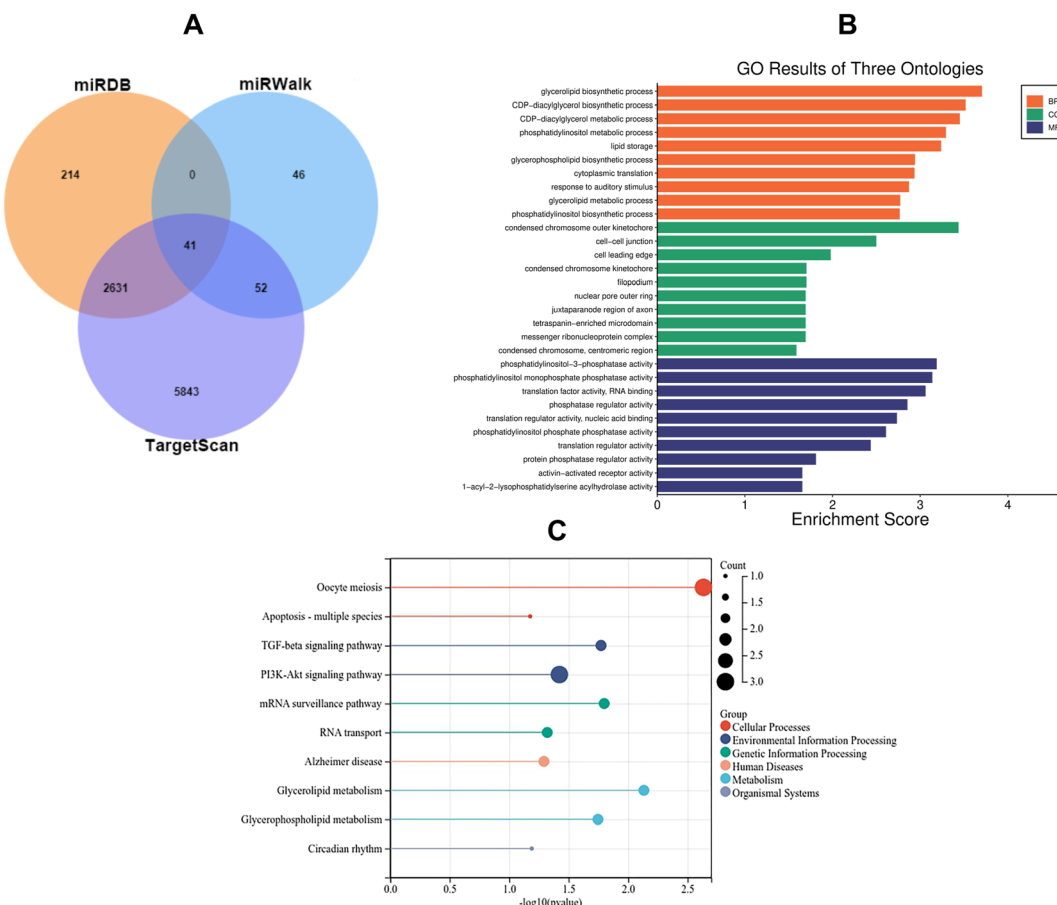 A
miRDB
miRWalk
214
0
46
41
2631
52
5843
TargetScan
B
GO Results of Three Ontologies
glycerolipid biosynthetic process
CDP−diacylglycerol biosynthetic process
CDP−diacylglycerol metabolic process
phosphatidylinositol metabolic process
lipid storage
glycerophospholipid biosynthetic process
cytoplasmic translation
response to auditory stimulus
glycerolipid metabolic process
phosphatidylinositol biosynthetic process
condensed chromosome outer kinetochore
cell−cell junction
cell leading edge
condensed chromosome kinetochore
filopodium
nuclear pore outer ring
juxtaparanode region of axon
tetraspanin−enriched microdomain
messenger ribonucleoprotein complex
condensed chromosome, centromeric region
phosphatidylinositol−3−phosphatase activity
phosphatidylinositol monophosphate phosphatase activity
translation factor activity, RNA binding
phosphatase regulator activity
translation regulator activity, nucleic acid binding
phosphatidylinositol phosphate phosphatase activity
translation regulator activity
protein phosphatase regulator activity
activin−activated receptor activity
1−acyl−2−lysophosphatidylserine acylhydrolase activity
0 1 2 3 4
Enrichment Score
C
Oocyte meiosis
Apoptosis - multiple species
TGF-beta signaling pathway
PI3K-Akt signaling pathway
mRNA surveillance pathway
RNA transport
Alzheimer disease
Glycerolipid metabolism
Glycerophospholipid metabolism
Circadian rhythm
0.0 0.5 1.0 1.5 2.0 2.5
-log10(pvalue)
Count
1.0
1.5
2.0
2.5
3.0
Group
Cellular Processes
Environmental Information Processing
Genetic Information Processing
Human Diseases
Metabolism
Organismal Systems